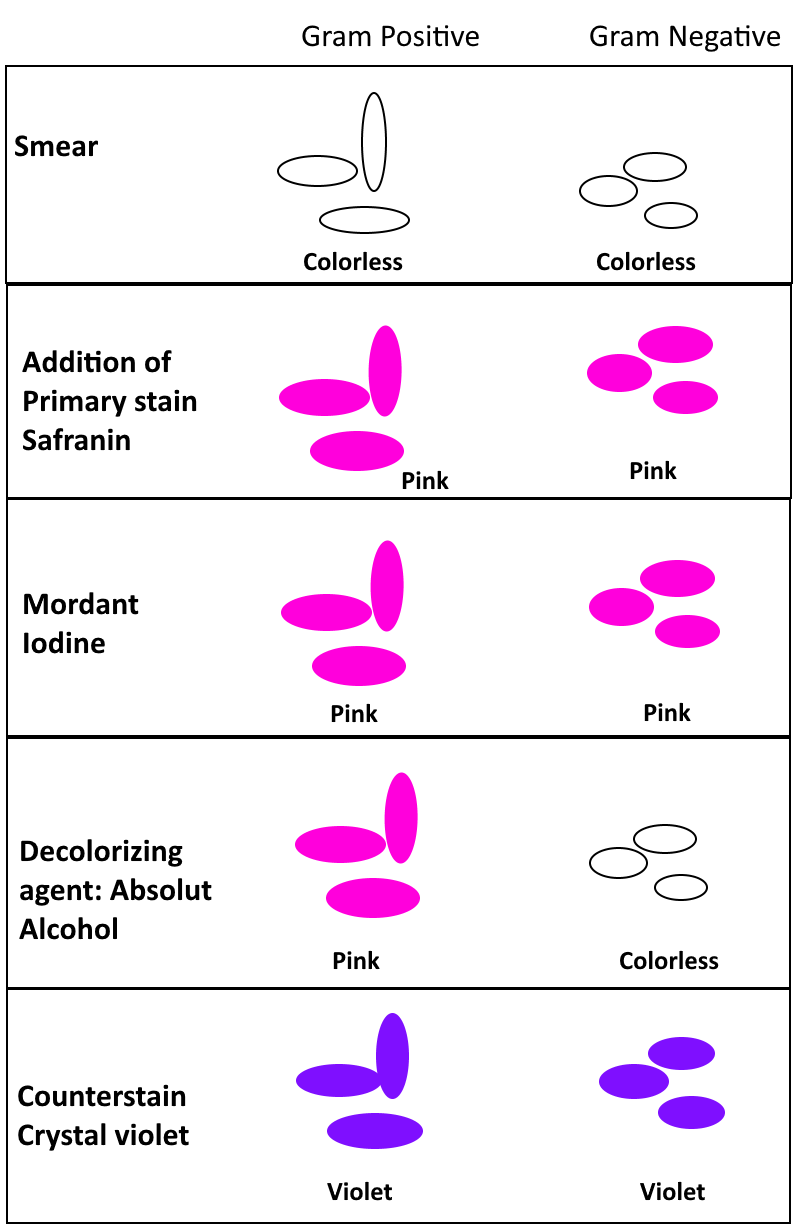 Gram Positive Gram Negative
Smear
Colorless Colorless
Addition of
Primary stain
Safranin
Pink Pink
Mordant
Iodine
Pink Pink
Decolorizing
agent: Absolut
Alcohol
Pink Colorless
Counterstain
Crystal violet
Violet Violet